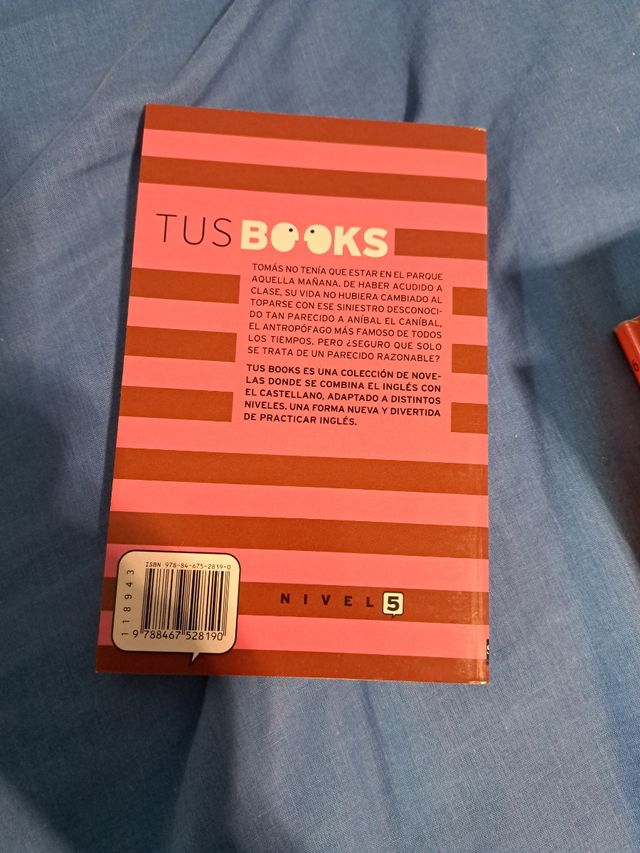 TUS BOOKS
TOMÁS NO TENÍA QUE ESTAR EN EL PARQUE
AQUELLA MAÑANA. DE HABER ACUDIDO A
CLASE, SU VIDA NO HUBIERA CAMBIADO AL
TOPARSE CON ESE SINIESTRO DESCONOCI-
DO TAN PARECIDO A ANÍBAL EL CANÍBAL,
EL ANTROPÓFAGO MÁS FAMOSO DE TODOS
LOS TIEMPOS. PERO ¿SEGURO QUE SOLO
SE TRATA DE UN PARECIDO RAZONABLE?
TUS BOOKS ES UNA COLECCIÓN DE NOVE-
LAS DONDE SE COMBINA EL INGLÉS CON
EL CASTELLANO, ADAPTADO A DISTINTOS
NIVELES. UNA FORMA NUEVA Y DIVERTIDA
DE PRACTICAR INGLÉS.
ISBN 978-84-675-2819-0
118943
9 788467 528190
NIVEL 5